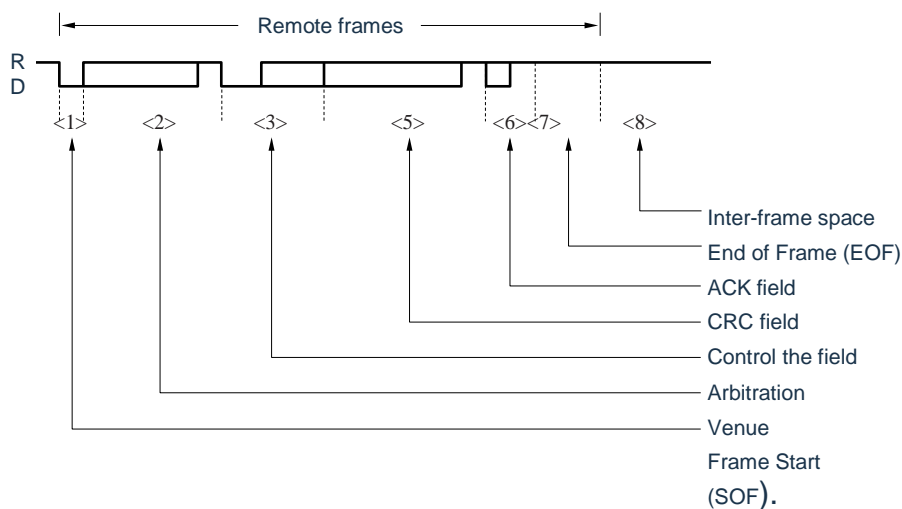 Remote frames
R
D
<1> <2> <3> <5> <6> <7> <8>
Inter-frame space
End of Frame (EOF)
ACK field
CRC field
Control the field
Arbitration
Venue
Frame Start
(SOF).